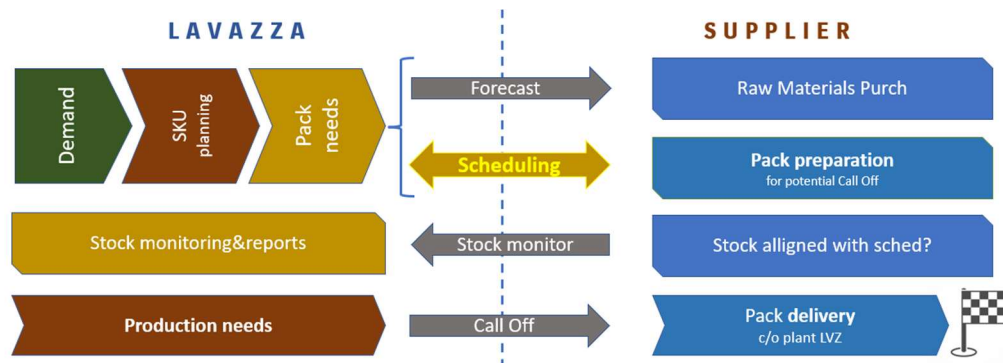 LAVAZZA
SUPPLIER
Demand
SKU
planning
Pack
needs
Forecast
Raw Materials Purch
Scheduling
Pack preparation
for potential Call Off
Stock monitoring&reports
Stock monitor
Stock alligned with sched?
Production needs
Call Off
Pack delivery
c/o plant LVZ